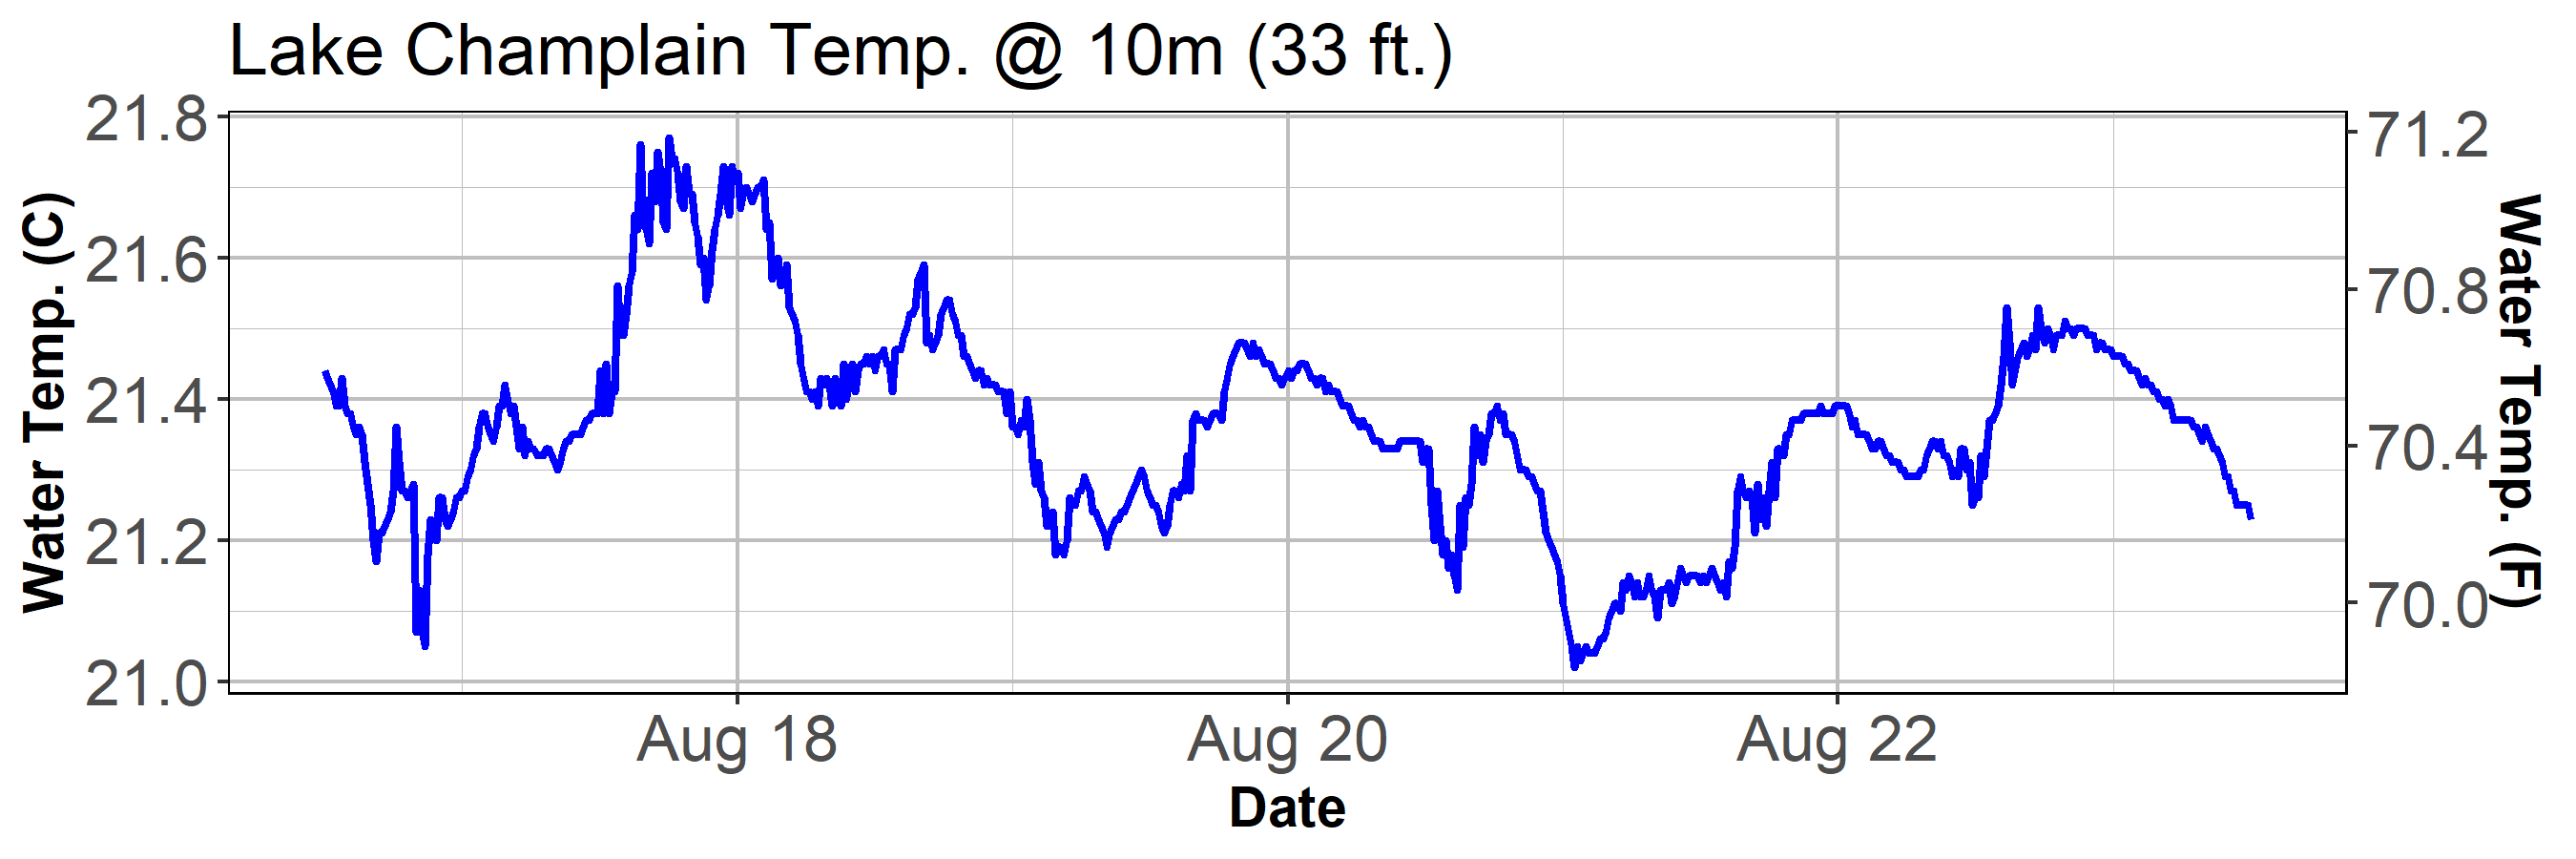 Lake Champlain Temp. @ 10m (33 ft.)
Water Temp. (C)
21.8
21.6
21.4
21.2
21.0
71.2
70.8
70.4
70.0
Water Temp. (F)
Aug 18
Aug 20
Aug 22
Date